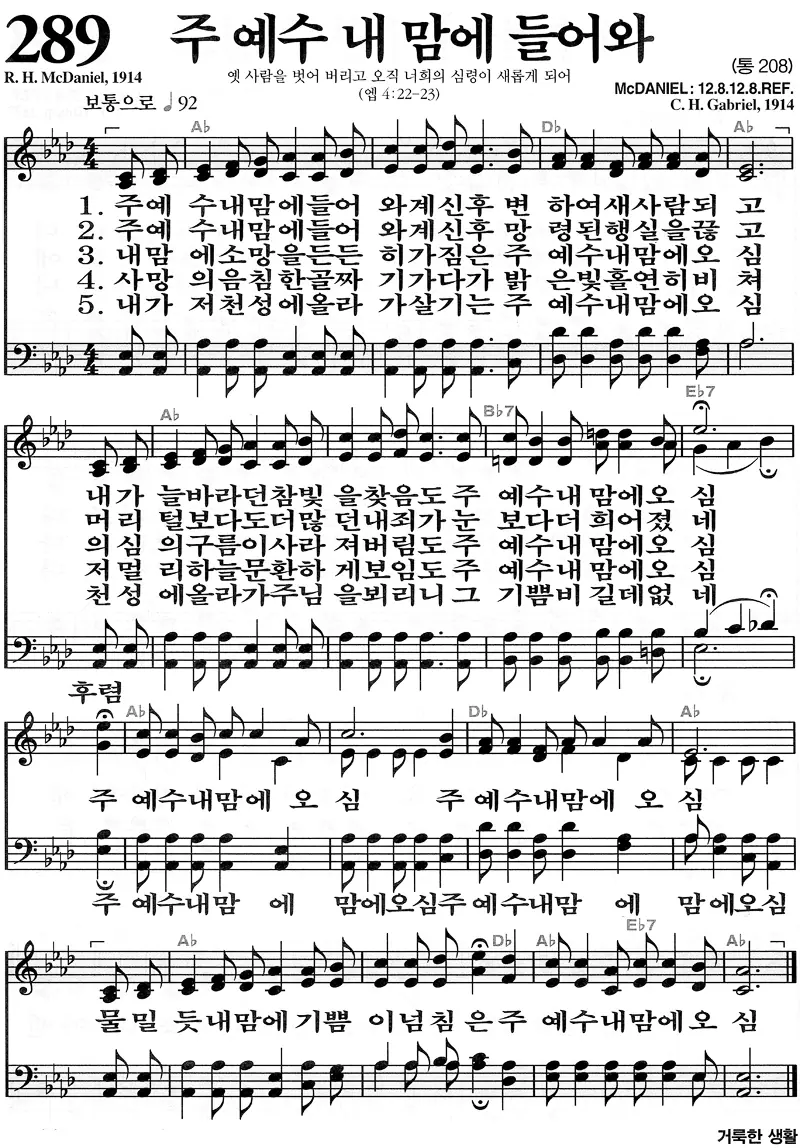 289 주 예수 내 맘에 들어와
R. H. McDaniel, 1914 옛 사람을 벗어 버리고 오직 너희의 심령이 새롭게 되어 (통 208)
(엡 4:22-23) McDANIEL : 12.8.12.8.REF.
보통으로 ♩92 C. H. Gabriel, 1914
A♭ D♭ A♭
4/4
1. 주예 수내맘에들어 와계신후 변 하여새사람되 고
2. 주예 수내맘에들어 와계신후 망 령된행실을끊 고
3. 내맘 에소망을든든 히가짐은 주 예수내맘에오 심
4. 사망 의음침한골짜 기가다가 밝 은빛홀연히비 쳐
5. 내가 저천성에올라 가살기는 주 예수내맘에오 심
4/4
A♭ B♭7 E♭7
내가 늘바라던참빛 을찾음도 주 예수내맘에오 심
머리 털보다도더많 던내죄가 눈 보다더희어졌 네
의심 의구름이사라 져버림도 주 예수내맘에오 심
저멀 리하늘문환하 게보임도 주 예수내맘에오 심
천성 에올라가주님 을뵈리니 그 기쁨비길데없 네
후렴
A♭ D♭ A♭
주 예수내맘에 오 심 주 예수내맘에 오 심
주 예수내맘 에 맘에오심주 예수내맘 에 맘에오심
A♭ D♭ A♭ E♭7 A♭
물밀 듯내맘에기쁨 이넘침 은주 예수내맘에오 심
거룩한 생활